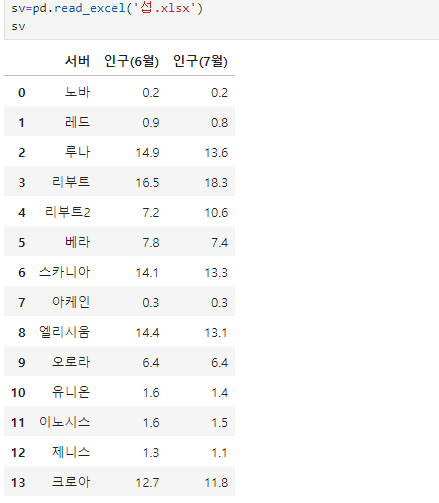 sv=pd.read_excel('섭.xlsx')
sv
서버 인구(6월) 인구(7월)
0 노바 0.2 0.2
1 레드 0.9 0.8
2 루나 14.9 13.6
3 리부트 16.5 18.3
4 리부트2 7.2 10.6
5 베라 7.8 7.4
6 스카니아 14.1 13.3
7 아케인 0.3 0.3
8 엘리시움 14.4 13.1
9 오로라 6.4 6.4
10 유니온 1.6 1.4
11 이노시스 1.6 1.5
12 제니스 1.3 1.1
13 크로아 12.7 11.8